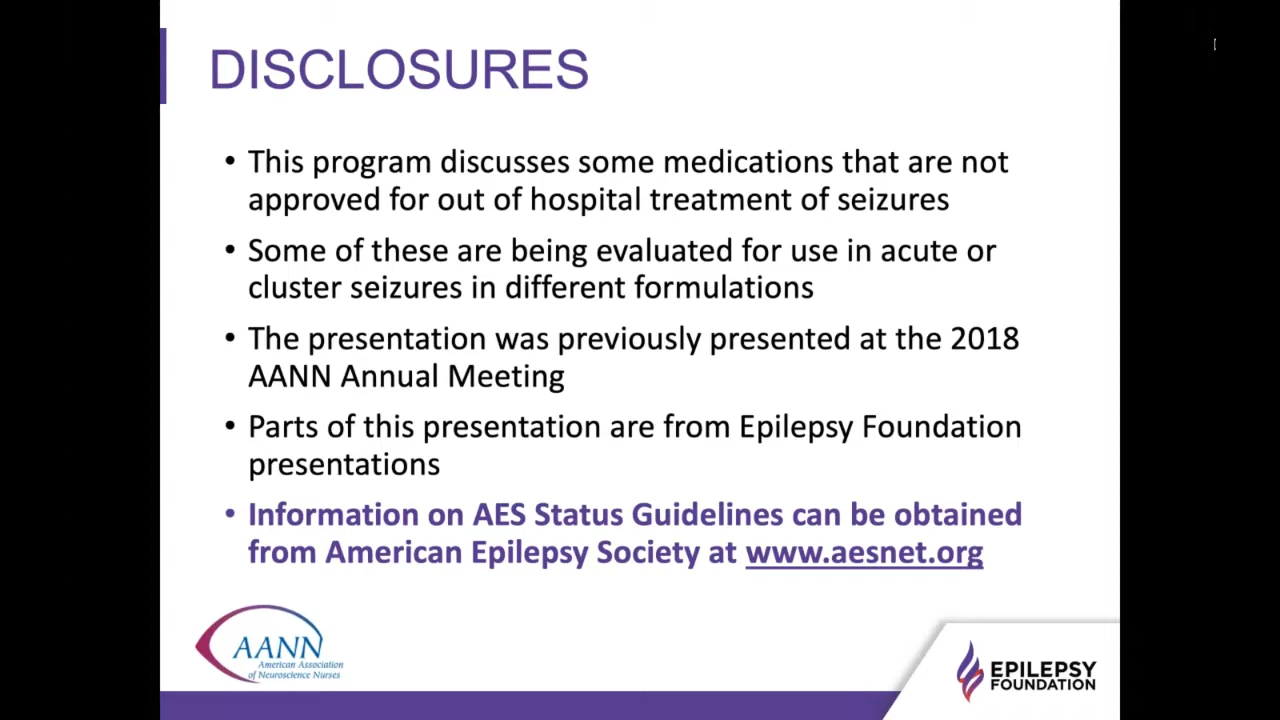 DISCLOSURES
• This program discusses some medications that are not
approved for out of hospital treatment of seizures
• Some of these are being evaluated for use in acute or
cluster seizures in different formulations
• The presentation was previously presented at the 2018
AANN Annual Meeting
• Parts of this presentation are from Epilepsy Foundation
presentations
• Information on AES Status Guidelines can be obtained
from American Epilepsy Society at www.aesnet.org
AANN
American Association
of Neuroscience Nurses
EPILEPSY
FOUNDATION